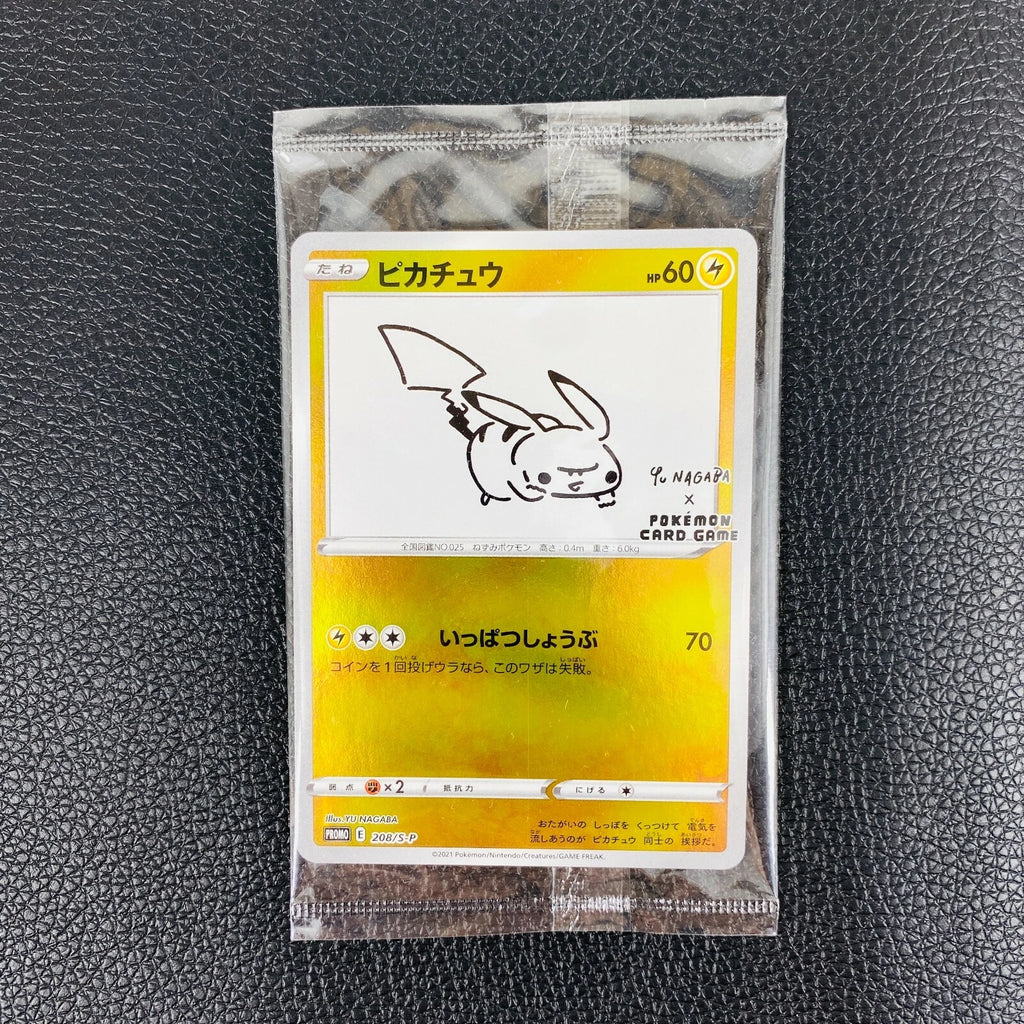 たね ピカチュウ HP60
Yu NAGABA
×
POKÉMON
CARD GAME
全国図鑑NO.025 ねずみポケモン 高さ:0.4m 重さ:6.0kg
いっぱつしょうぶ 70
コインを1回投げウラなら、このワザは失敗。
弱点 ×2 抵抗力 にげる
Illus.YU NAGABA
PROMO E 208/S-P
おたがいの しっぽを くっつけて 電気を
流しあうのが ピカチュウ 同士の 挨拶だ。
©2021 Pokémon/Nintendo/Creatures/GAME FREAK.